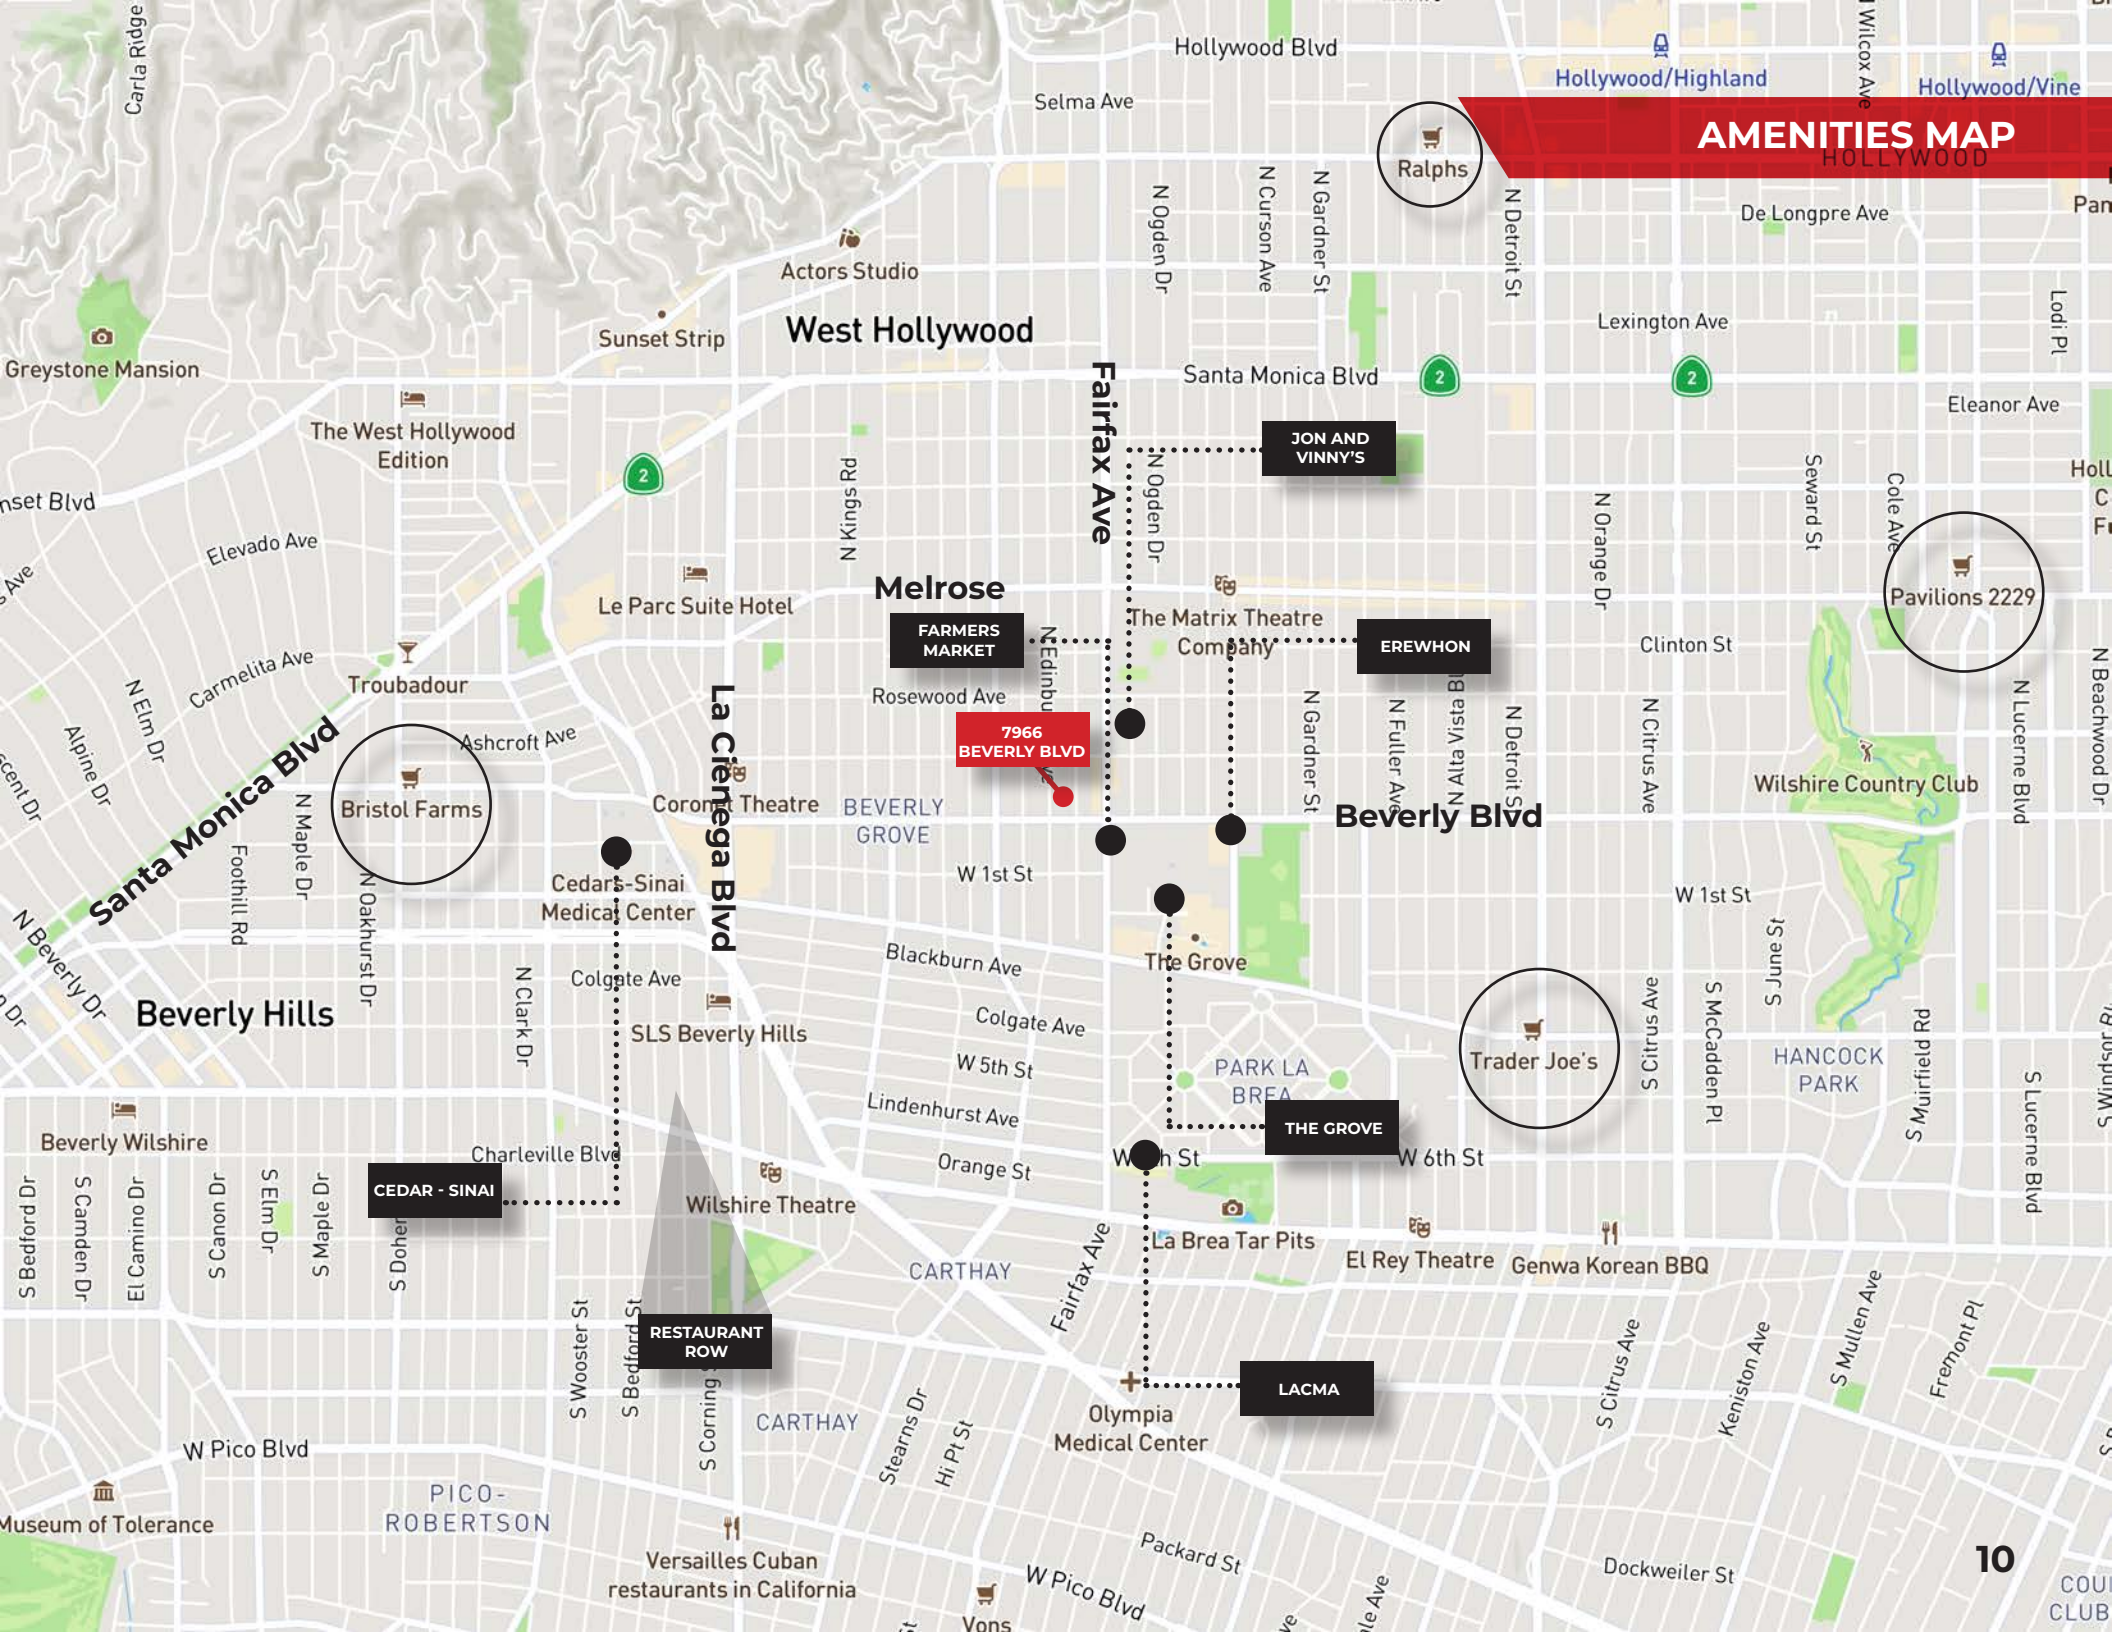 Carla Ridge
Hollywood Blvd
Hollywood/Highland
Wilcox Ave
Hollywood/Vine
Selma Ave
AMENITIES MAP
HOLLYWOOD
Ralphs
N Ogden Dr
N Curson Ave
N Gardner St
N Detroit St
De Longpre Ave
Actors Studio
Sunset Strip
West Hollywood
Lexington Ave
Lodi Pl
Greystone Mansion
Fairfax Ave
Santa Monica Blvd
2
2
Eleanor Ave
The West Hollywood
Edition
2
JON AND
VINNY'S
nset Blvd
N Kings Rd
N Ogden Dr
N Orange Dr
Seward St
Cole Ave
Elevado Ave
Le Parc Suite Hotel
Melrose
The Matrix Theatre
Company
Pavilions 2229
FARMERS
MARKET
EREWHON
Clinton St
Carmelita Ave
Troubadour
N Elm Dr
Alpine Dr
Rosewood Ave
N Edinbu
7966
BEVERLY BLVD
La Cienega Blvd
Ashcroft Ave
Santa Monica Blvd
Bristol Farms
Coronet Theatre
BEVERLY
GROVE
N Gardner St
N Fuller Ave
N Alta Vista Bl
N Detroit S
Beverly Blvd
N Citrus Ave
Wilshire Country Club
N Lucerne Blvd
N Beachwood Dr
scent Dr
N Maple Dr
Foothill Rd
N Oakhurst Dr
Cedars-Sinai
Medical Center
W 1st St
W 1st St
N Beverly Dr
Beverly Hills
N Clark Dr
Colgate Ave
SLS Beverly Hills
Blackburn Ave
The Grove
Colgate Ave
W 5th St
Lindenhurst Ave
Orange St
PARK LA
BREA
Trader Joe's
S Citrus Ave
S McCadden Pl
S June St
HANCOCK
PARK
S Muirfield Rd
S Lucerne Blvd
THE GROVE
W 6th St
Beverly Wilshire
Charleville Blvd
CEDAR - SINAI
Wilshire Theatre
La Brea Tar Pits
El Rey Theatre
Genwa Korean BBQ
S Bedford Dr
S Camden Dr
El Camino Dr
S Canon Dr
S Elm Dr
S Maple Dr
S Doher
CARTHAY
Fairfax Ave
S Wooster St
S Bedford St
RESTAURANT
ROW
S Corning
LACMA
S Citrus Ave
Keniston Ave
S Mullen Ave
Fremont Pl
Olympia
Medical Center
CARTHAY
Stearns Dr
Hi Pt St
W Pico Blvd
PICO-
ROBERTSON
Museum of Tolerance
Versailles Cuban
restaurants in California
Vons
W Pico Blvd
Packard St
Dockweiler St
10
COU
CLUB